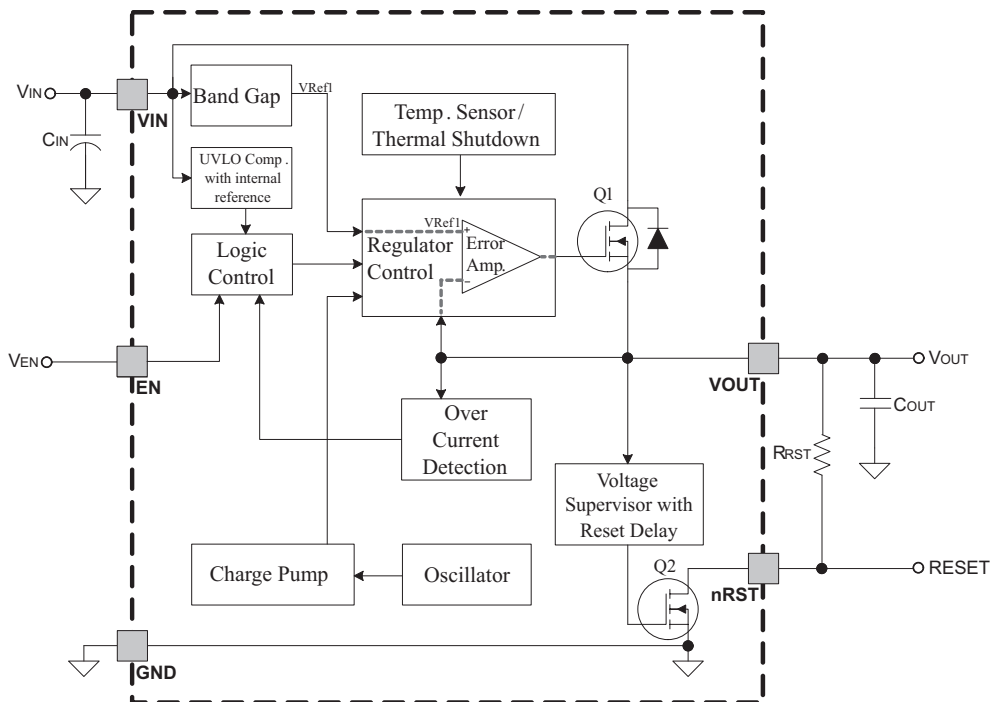 VIN
VIN
CIN
Band Gap
VRef1
UVLO Comp .
with internal
reference
Temp . Sensor /
Thermal Shutdown
Q1
Logic
Control
VRef1
Regulator
Control
+
Error
Amp.
−
VEN
EN
VOUT
VOUT
COUT
RRST
Over
Current
Detection
Voltage
Supervisor with
Reset Delay
Charge Pump
Oscillator
Q2
nRST
RESET
GND